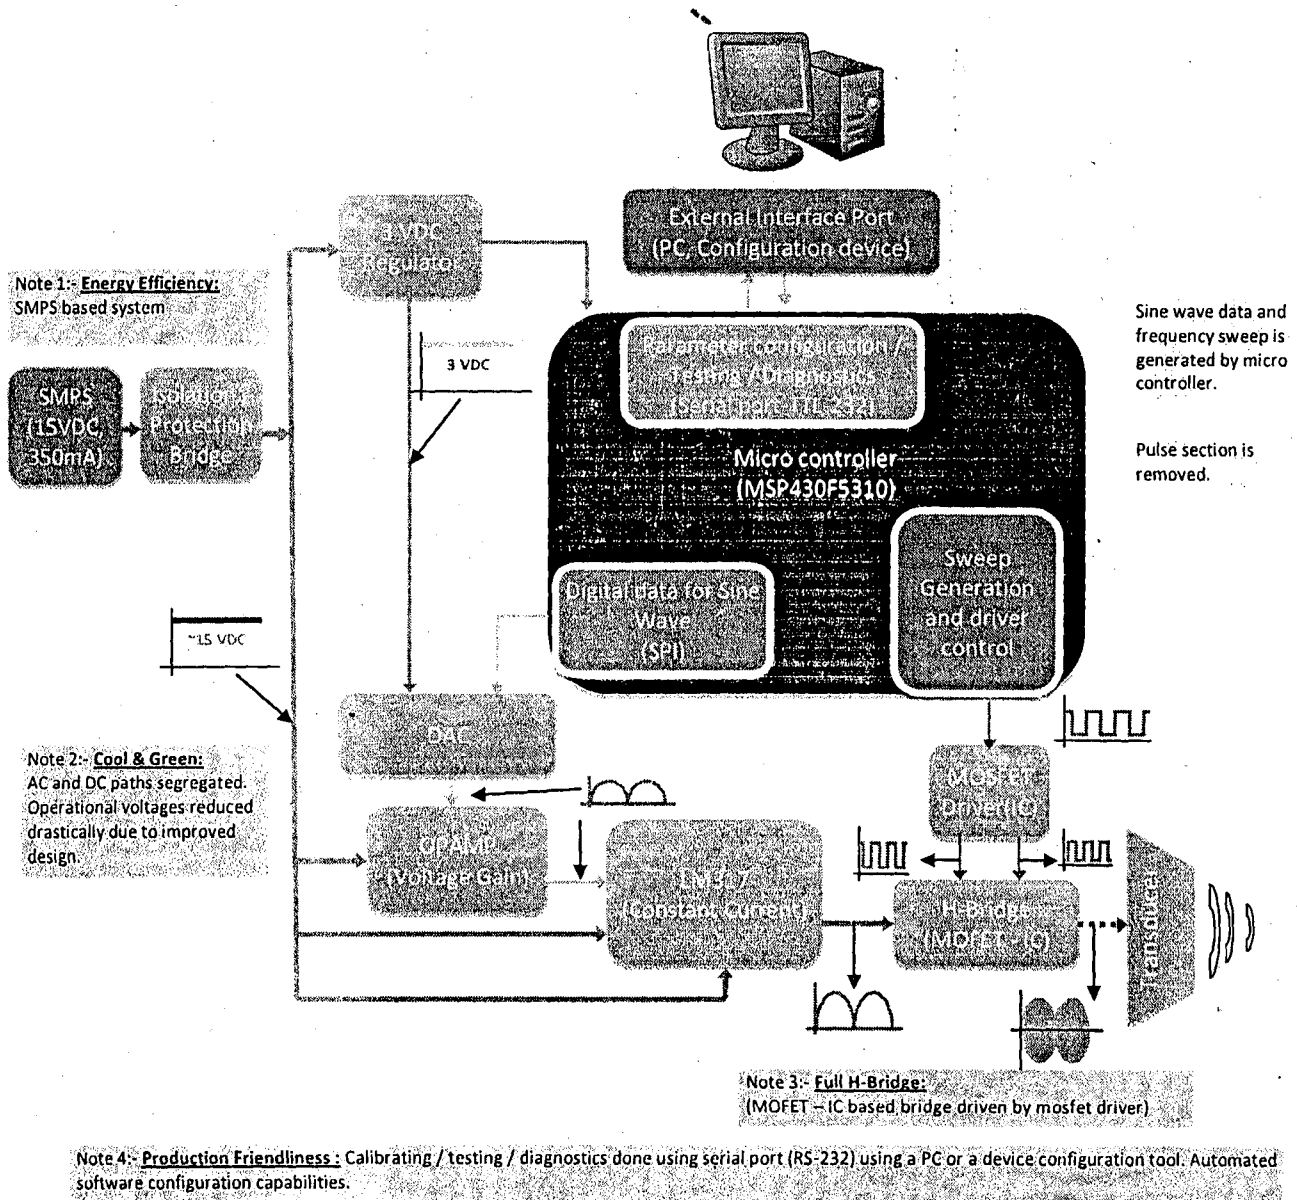 External Interface Port
(PC, Configuration device)
3 VDC
Regulator
Note 1:- Energy Efficiency:
SMPS based system
Sine wave data and
frequency sweep is
generated by micro
controller.
Pulse section is
removed.
Parameter configuration /
Testing / Diagnostics
(Serial port TTL-232)
3 VDC
SMPS
(15VDC,
350mA)
Isolation /
Protection
Bridge
Micro controller
(MSP430F5310)
Sweep
Generation
and driver
control
Digital data for Sine
Wave
(SPI)
~15 VDC
DAC
Note 2:- Cool & Green:
AC and DC paths segregated.
Operational voltages reduced
drastically due to improved
design.
MOSFET
Driver(IC)
OPAMP
(Voltage Gain)
(Constant Current)
H-Bridge
(MOFET - IC)
Transducer
Note 3:- Full H-Bridge:
(MOFET – IC based bridge driven by mosfet driver)
Note 4:- Production Friendliness : Calibrating / testing / diagnostics done using serial port (RS-232) using a PC or a device configuration tool. Automated
software configuration capabilities.